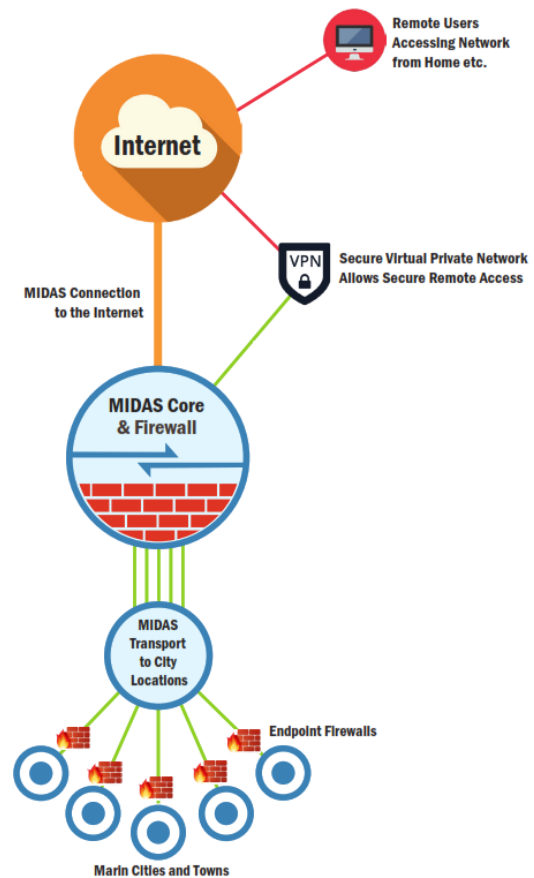 Remote Users
Accessing Network
from Home etc.
Internet
VPN
Secure Virtual Private Network
Allows Secure Remote Access
MIDAS Connection
to the Internet
MIDAS Core
& Firewall
MIDAS
Transport
to City
Locations
Endpoint Firewalls
Marin Cities and Towns